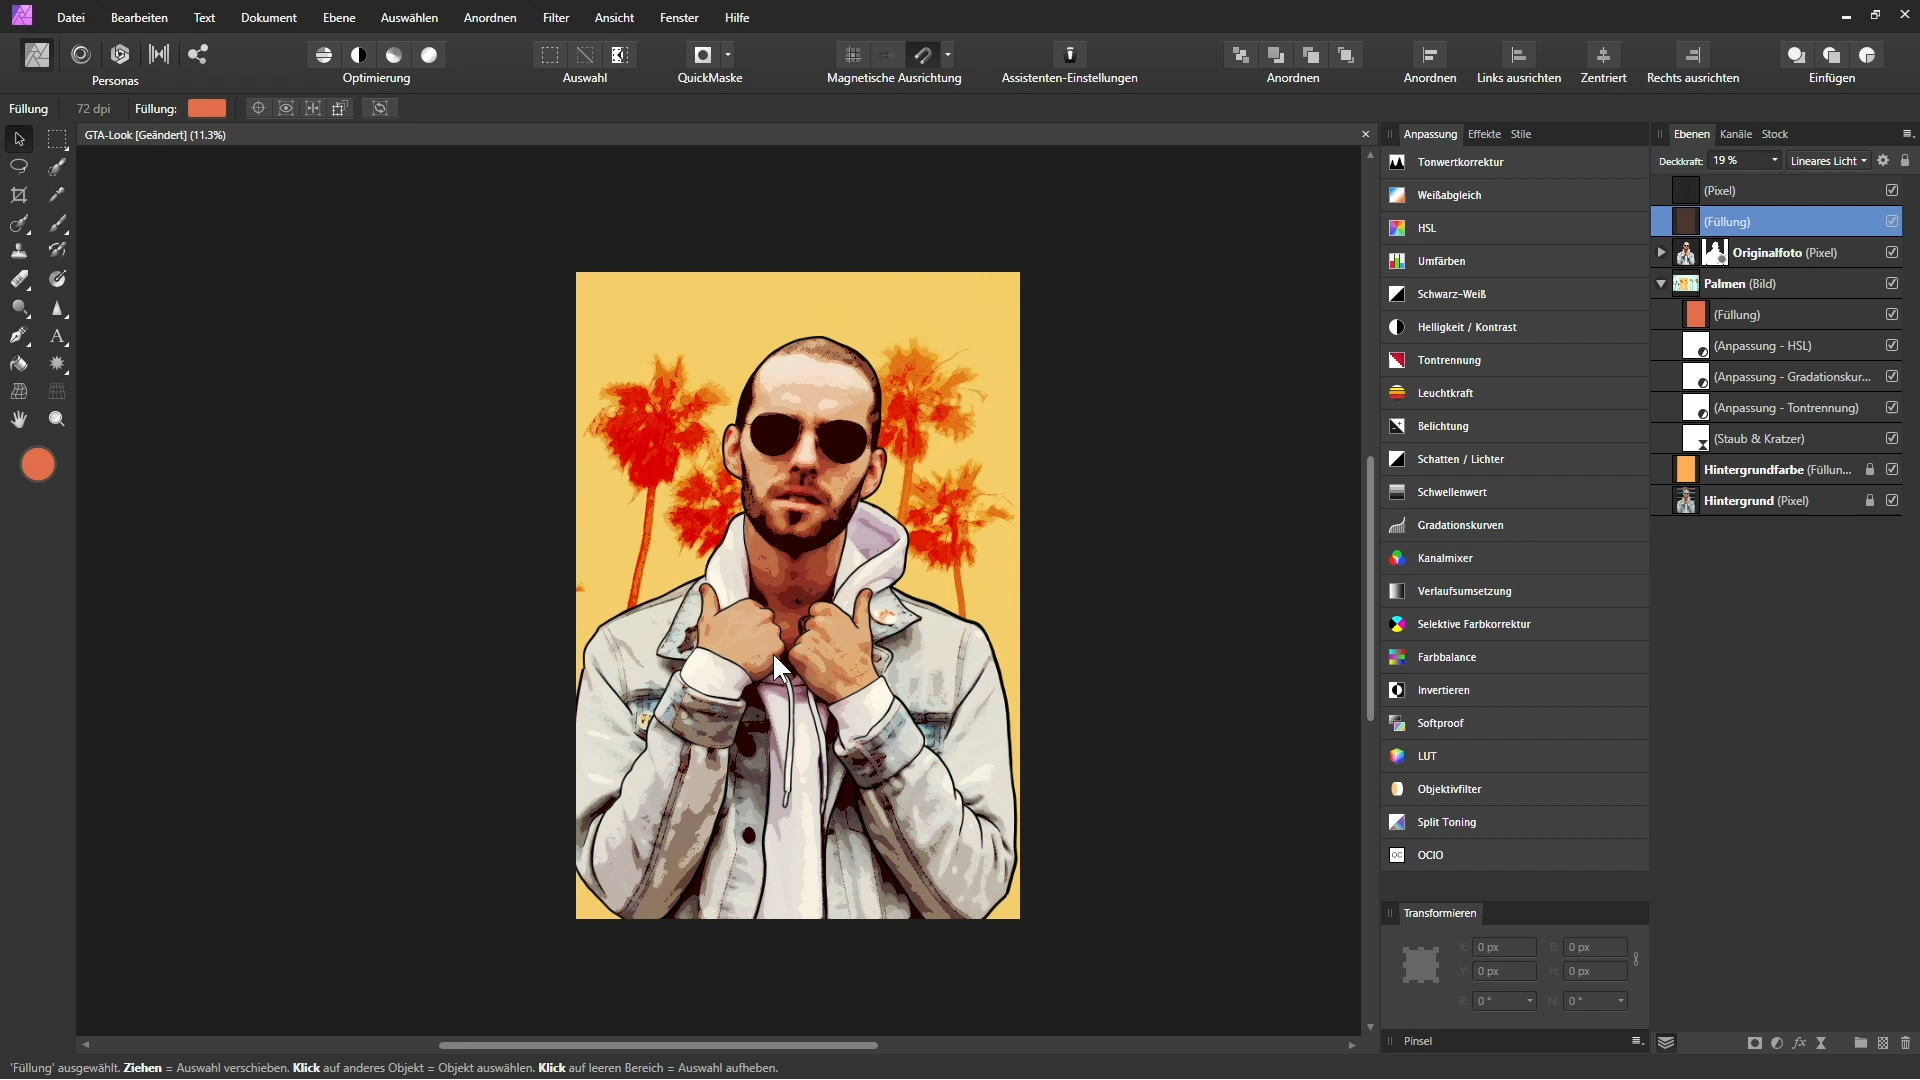 Datei Bearbeiten Text Dokument Ebene Auswählen Anordnen Filter Ansicht Fenster Hilfe
Personas Optimierung Auswahl QuickMaske Magnetische Ausrichtung Assistenten-Einstellungen Anordnen Anordnen Links ausrichten Zentriert Rechts ausrichten Einfügen
Füllung 72 dpi Füllung:
GTA-Look [Geändert] (11.3%)
Anpassung Effekte Stile
Tonwertkorrektur
Weißabgleich
HSL
Umfärben
Schwarz-Weiß
Helligkeit / Kontrast
Tontrennung
Leuchtkraft
Belichtung
Schatten / Lichter
Schwellenwert
Gradationskurven
Kanalmixer
Verlaufsumsetzung
Selektive Farbkorrektur
Farbbalance
Invertieren
Softproof
LUT
Objektivfilter
Split Toning
OCIO
Transformieren
X: 0 px B: 0 px
Y: 0 px H: 0 px
R: 0 ° N: 0 °
Pinsel
Ebenen Kanäle Stock
Deckkraft: 19 % Lineares Licht
(Pixel)
(Füllung)
Originalfoto (Pixel)
Palmen (Bild)
(Füllung)
(Anpassung - HSL)
(Anpassung - Gradationskur...
(Anpassung - Tontrennung)
(Staub & Kratzer)
Hintergrundfarbe (Füllun...
Hintergrund (Pixel)
'Füllung' ausgewählt. Ziehen = Auswahl verschieben. Klick auf anderes Objekt = Objekt auswählen. Klick auf leeren Bereich = Auswahl aufheben.